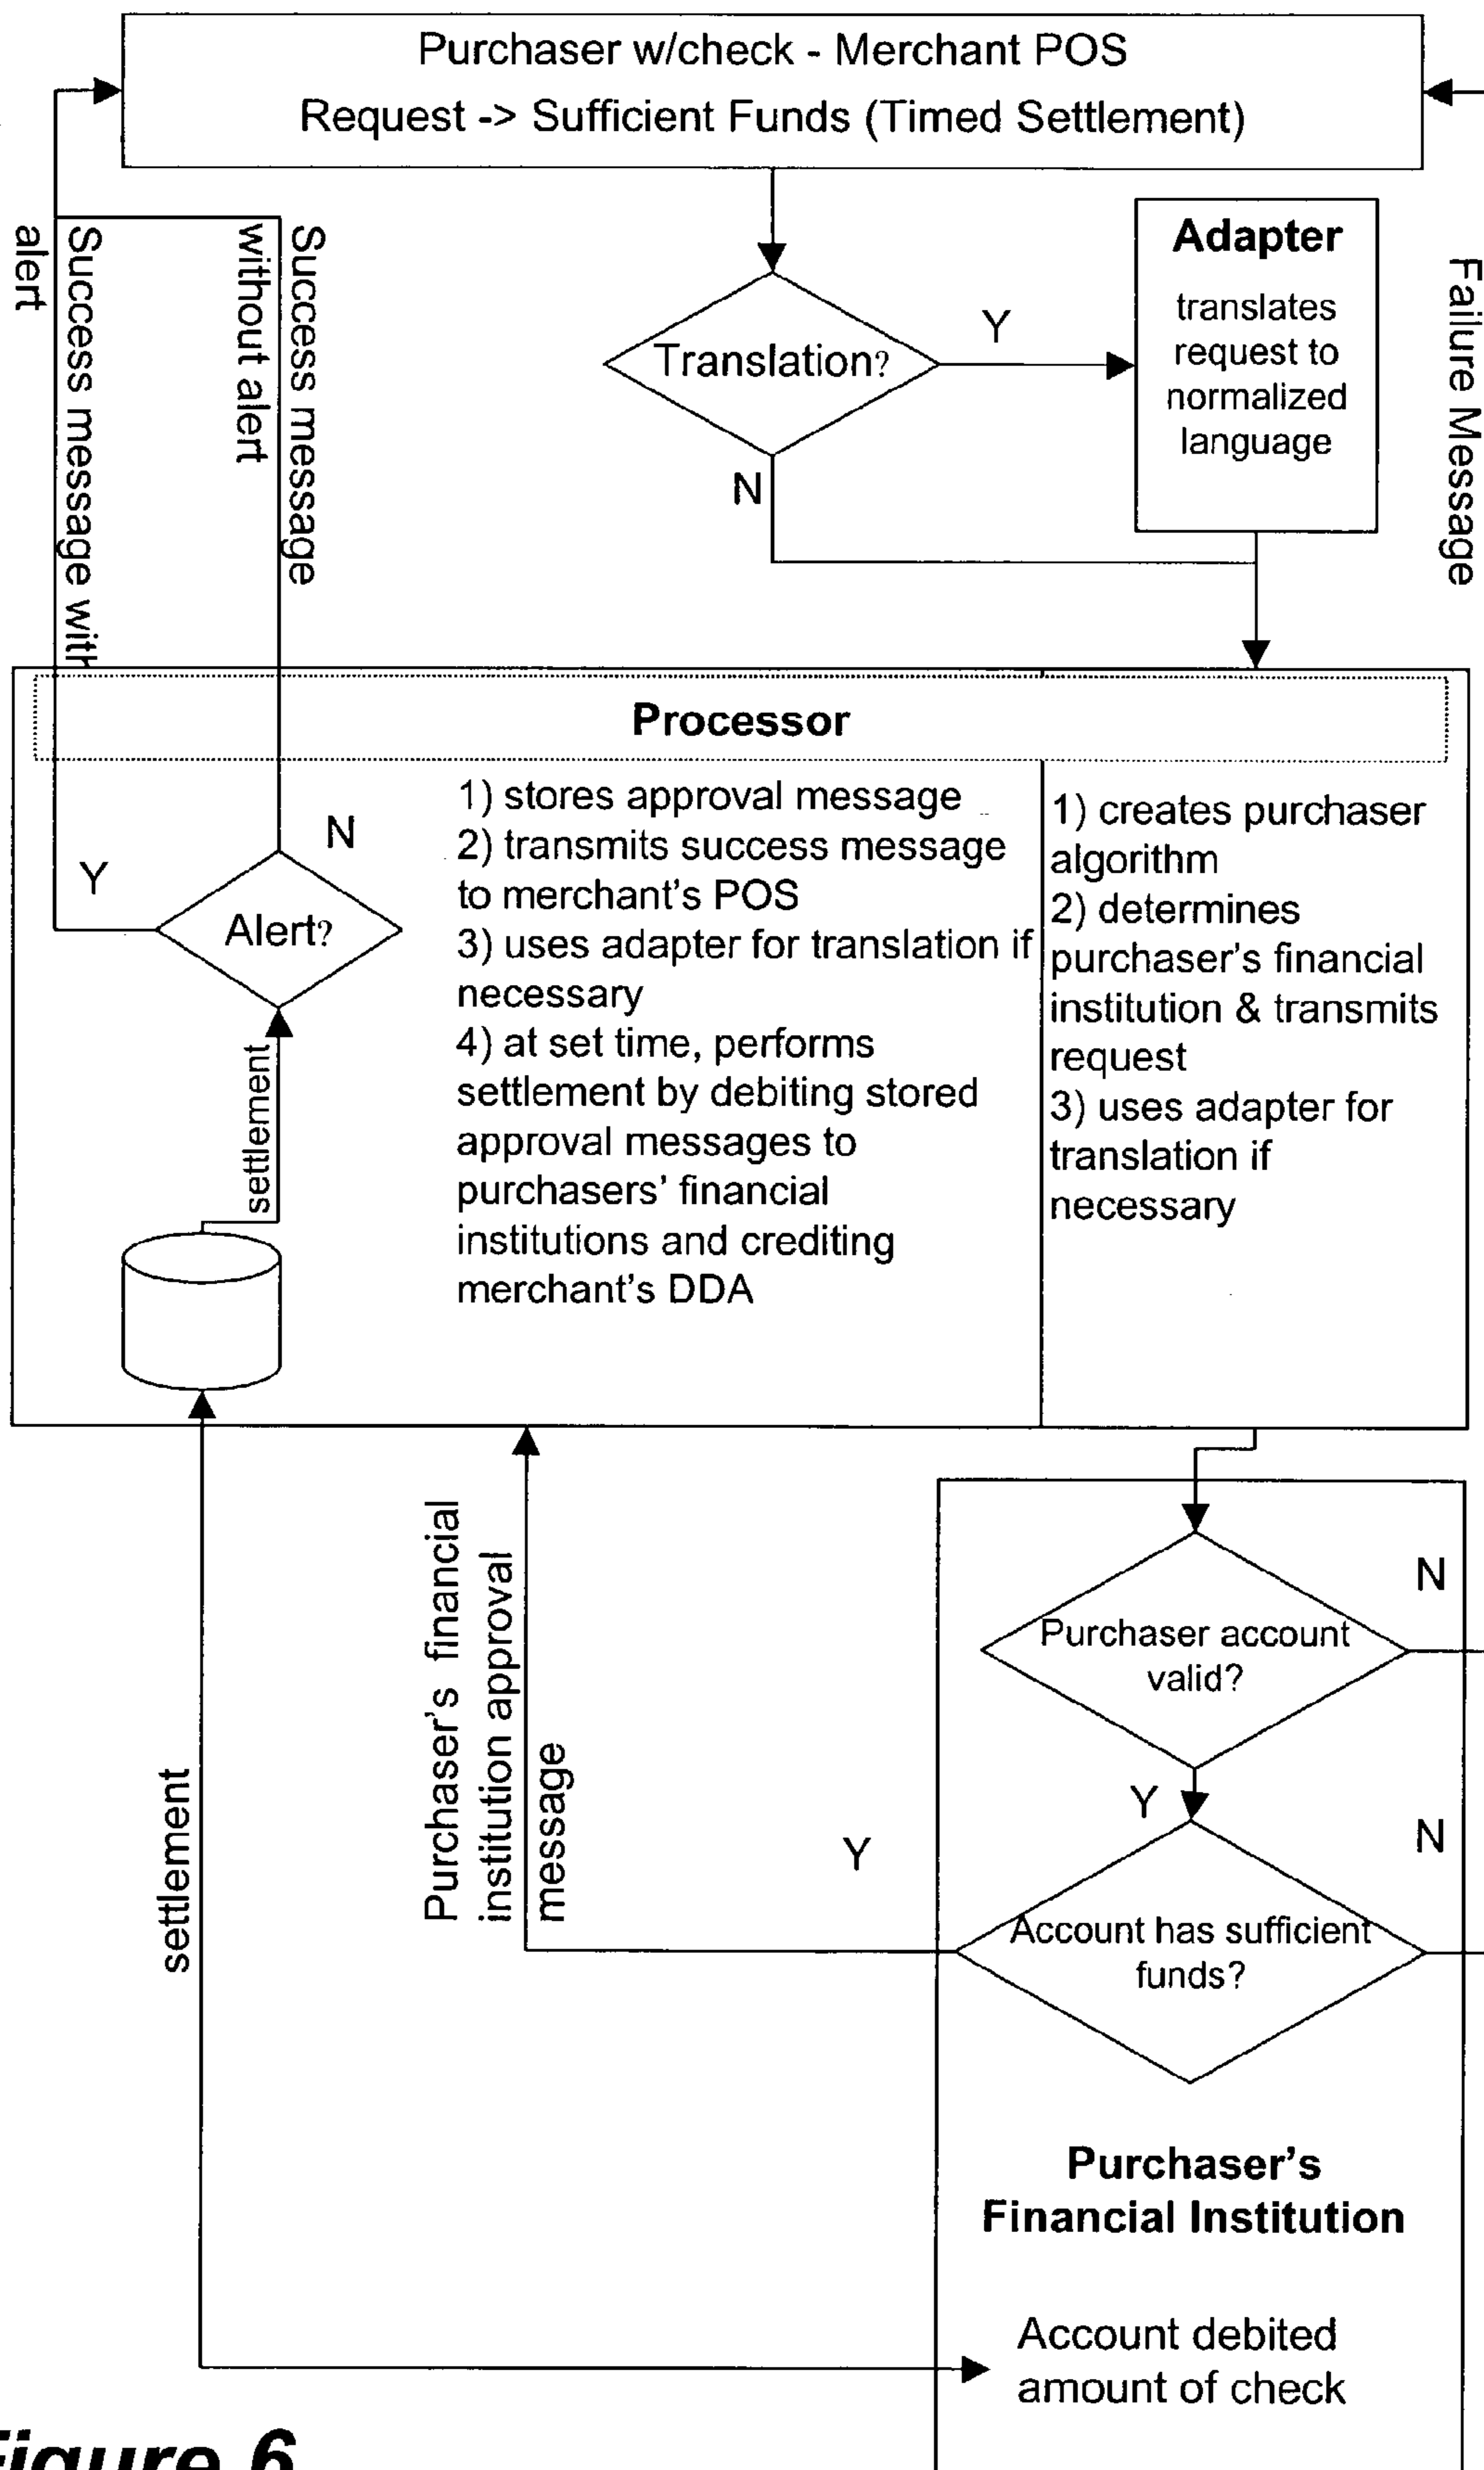 Purchaser w/check - Merchant POS
Request -> Sufficient Funds (Timed Settlement)
Success message with
alert
Success message
without alert
Translation?
Y
N
Adapter
translates
request to
normalized
language
Failure Message
Processor
Y
N
Alert?
settlement
1) stores approval message
2) transmits success message
to merchant's POS
3) uses adapter for translation if
necessary
4) at set time, performs
settlement by debiting stored
approval messages to
purchasers' financial
institutions and crediting
merchant's DDA
1) creates purchaser
algorithm
2) determines
purchaser's financial
institution & transmits
request
3) uses adapter for
translation if
necessary
settlement
Purchaser's financial
institution approval
message
N
Purchaser account
valid?
Y
N
Y
Account has sufficient
funds?
Purchaser's
Financial Institution
Account debited
amount of check
Figure 6